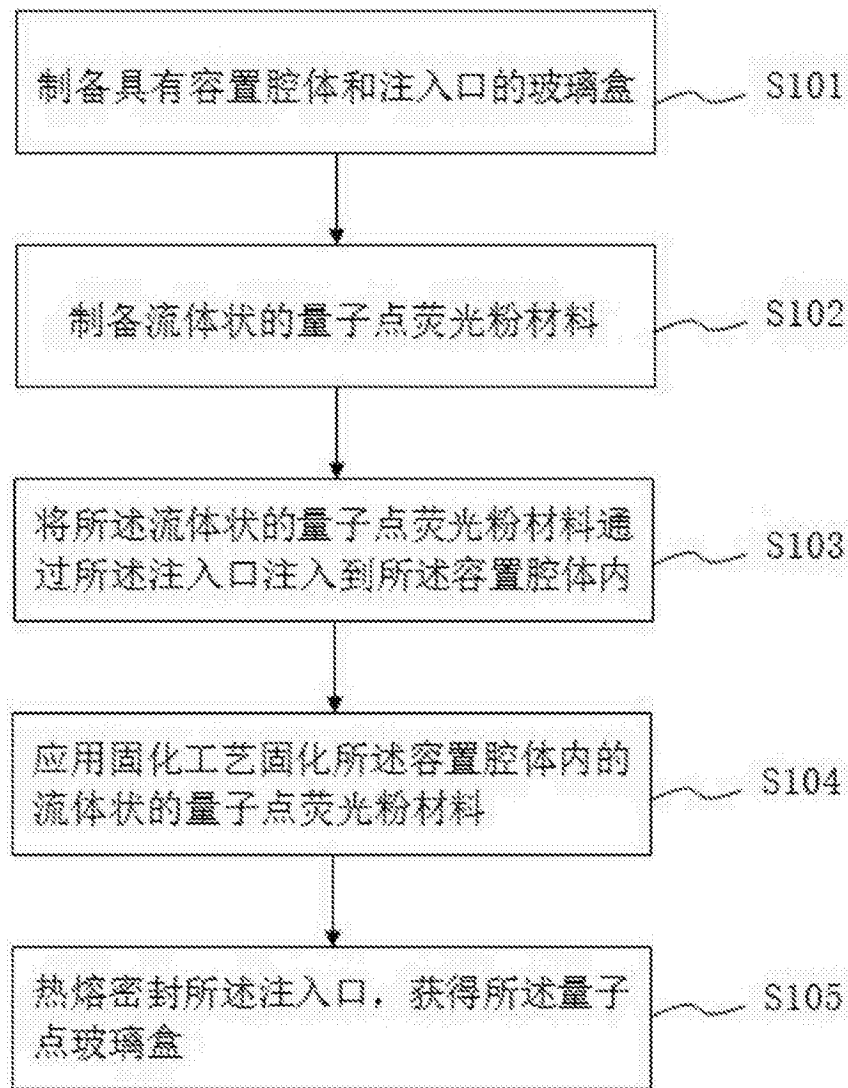 制备具有容置腔体和注入口的玻璃盒
S101
制备流体状的量子点荧光粉材料
S102
将所述流体状的量子点荧光粉材料通
过所述注入口注入到所述容置腔体内
S103
应用固化工艺固化所述容置腔体内的
流体状的量子点荧光粉材料
S104
热熔密封所述注入口，获得所述量子
点玻璃盒
S105